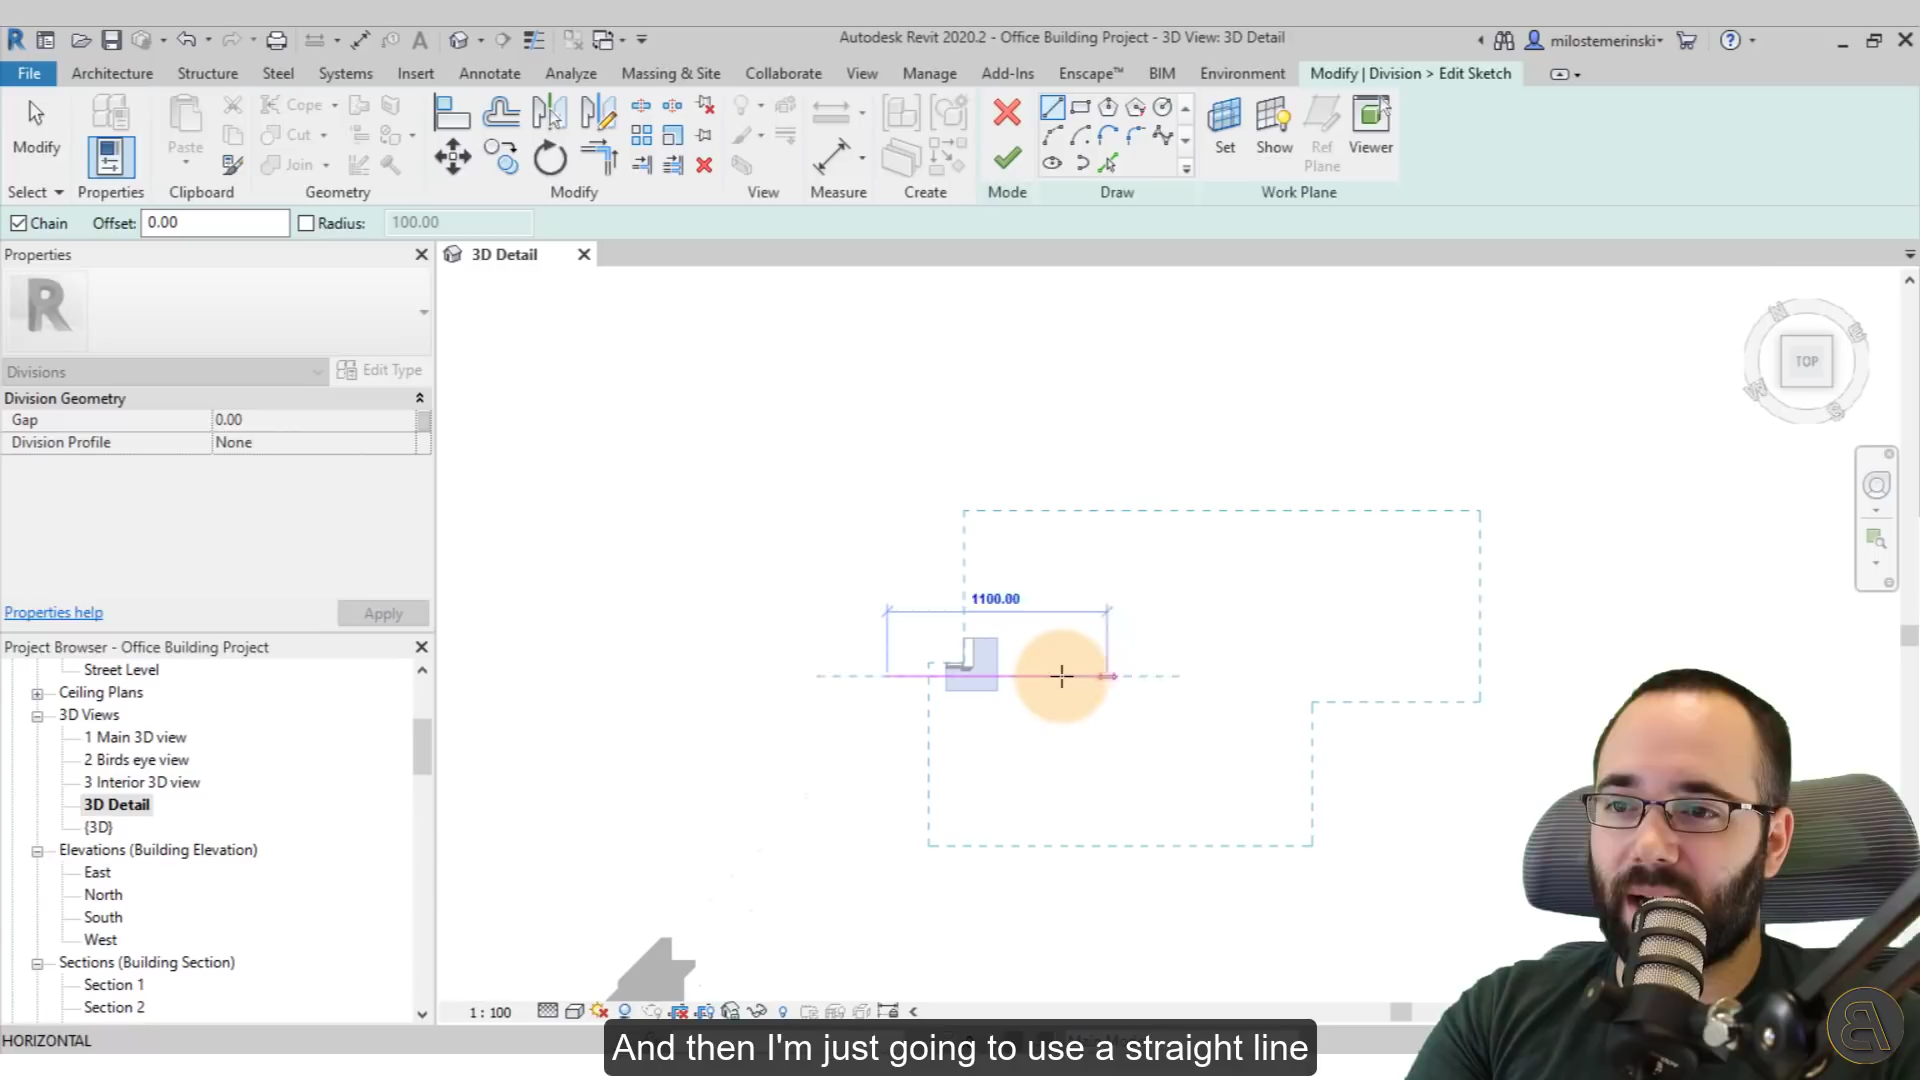 Autodesk Revit 2020.2 - Office Building Project - 3D View: 3D Detail
milostemerinski
File Architecture Structure Steel Systems Insert Annotate Analyze Massing & Site Collaborate View Manage Add-Ins Enscape™ BIM Environment Modify | Division > Edit Sketch
Modify
Paste
Cope
Cut
Join
Set Show Ref Plane Viewer
Select Properties Clipboard Geometry Modify View Measure Create Mode Draw Work Plane
Chain Offset: 0.00 Radius: 100.00
Properties
3D Detail
R
Divisions Edit Type
Division Geometry
Gap 0.00
Division Profile None
TOP
N
E
W
S
1100.00
Properties help Apply
Project Browser - Office Building Project
Street Level
Ceiling Plans
3D Views
1 Main 3D view
2 Birds eye view
3 Interior 3D view
3D Detail
{3D}
Elevations (Building Elevation)
East
North
South
West
Sections (Building Section)
Section 1
Section 2
1 : 100
HORIZONTAL
And then I'm just going to use a straight line